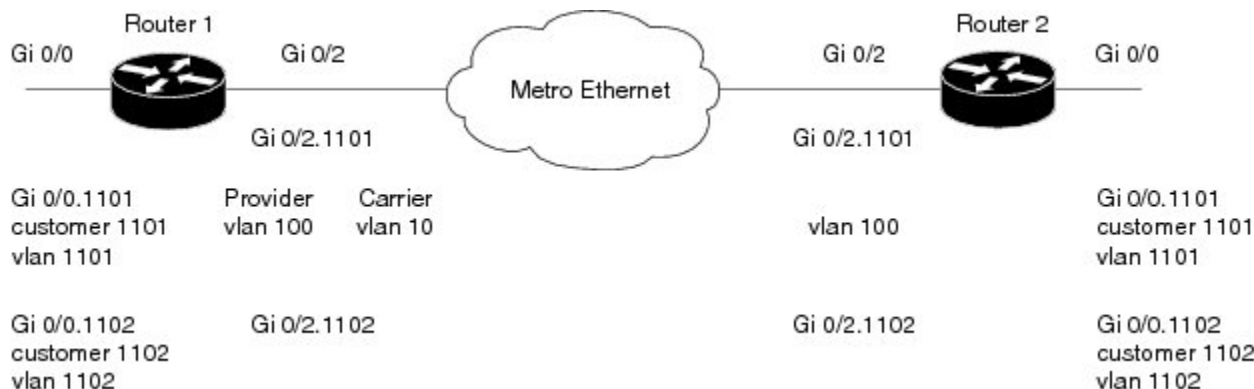 Router 1
Router 2
Gi 0/0
Gi 0/2
Metro Ethernet
Gi 0/2
Gi 0/0
Gi 0/2.1101
Gi 0/2.1101
Gi 0/0.1101
customer 1101
vlan 1101
Provider
vlan 100
Carrier
vlan 10
vlan 100
Gi 0/0.1101
customer 1101
vlan 1101
Gi 0/0.1102
customer 1102
vlan 1102
Gi 0/2.1102
Gi 0/2.1102
Gi 0/0.1102
customer 1102
vlan 1102